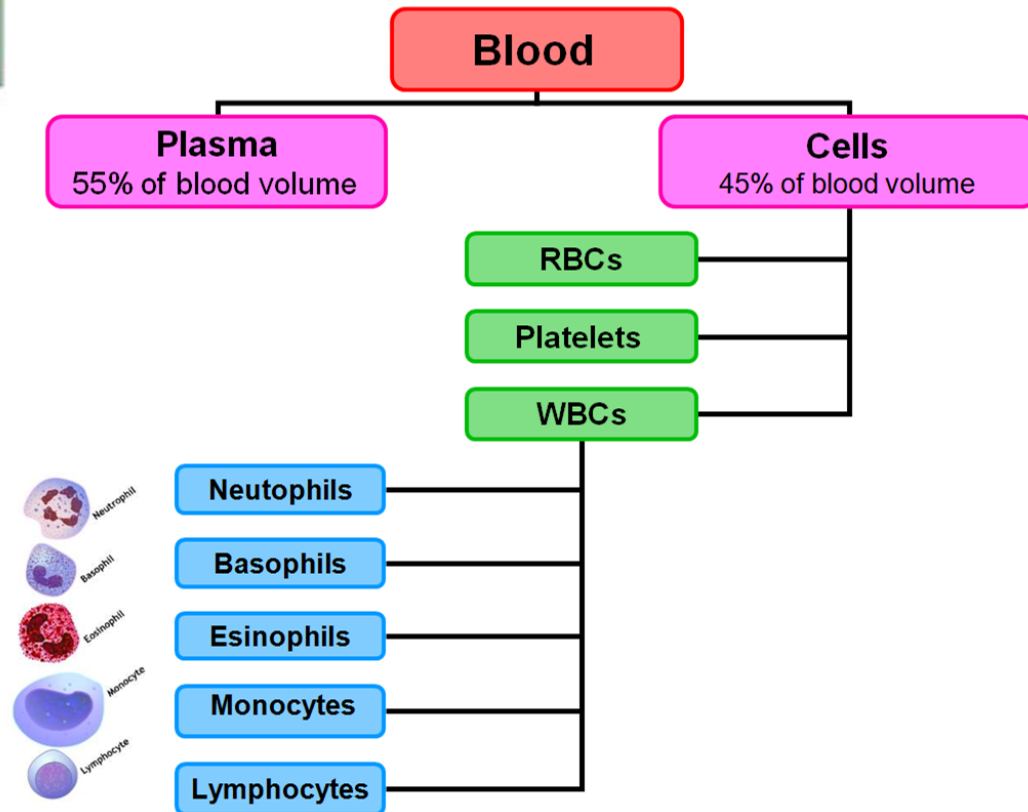 Blood
Plasma
55% of blood volume
Cells
45% of blood volume
RBCs
Platelets
WBCs
Neutrophil
Neutophils
Basophil
Basophils
Eosinophil
Esinophils
Monocyte
Monocytes
Lymphocyte
Lymphocytes